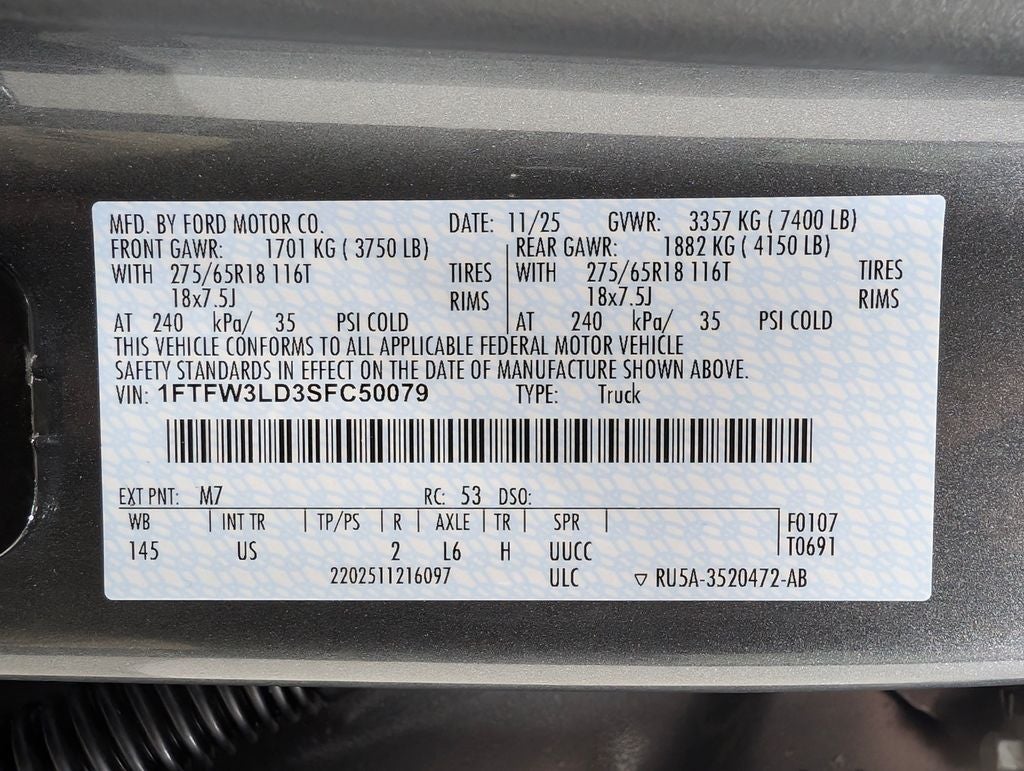 MFD. BY FORD MOTOR CO. DATE: 11/25 GVWR: 3357 KG ( 7400 LB)
FRONT GAWR: 1701 KG ( 3750 LB) REAR GAWR: 1882 KG ( 4150 LB)
WITH 275/65R18 116T TIRES WITH 275/65R18 116T TIRES
18x7.5J RIMS 18x7.5J RIMS
AT 240 kPa/ 35 PSI COLD AT 240 kPa/ 35 PSI COLD
THIS VEHICLE CONFORMS TO ALL APPLICABLE FEDERAL MOTOR VEHICLE
SAFETY STANDARDS IN EFFECT ON THE DATE OF MANUFACTURE SHOWN ABOVE.
VIN: 1FTFW3LD3SFC50079 TYPE: Truck
EXT PNT: M7 RC: 53 DSO:
WB | INT TR | TP/PS | R | AXLE | TR | SPR | F0107
145 US 2 L6 H UUCC T0691
2202511216097 ULC ▽ RU5A-3520472-AB